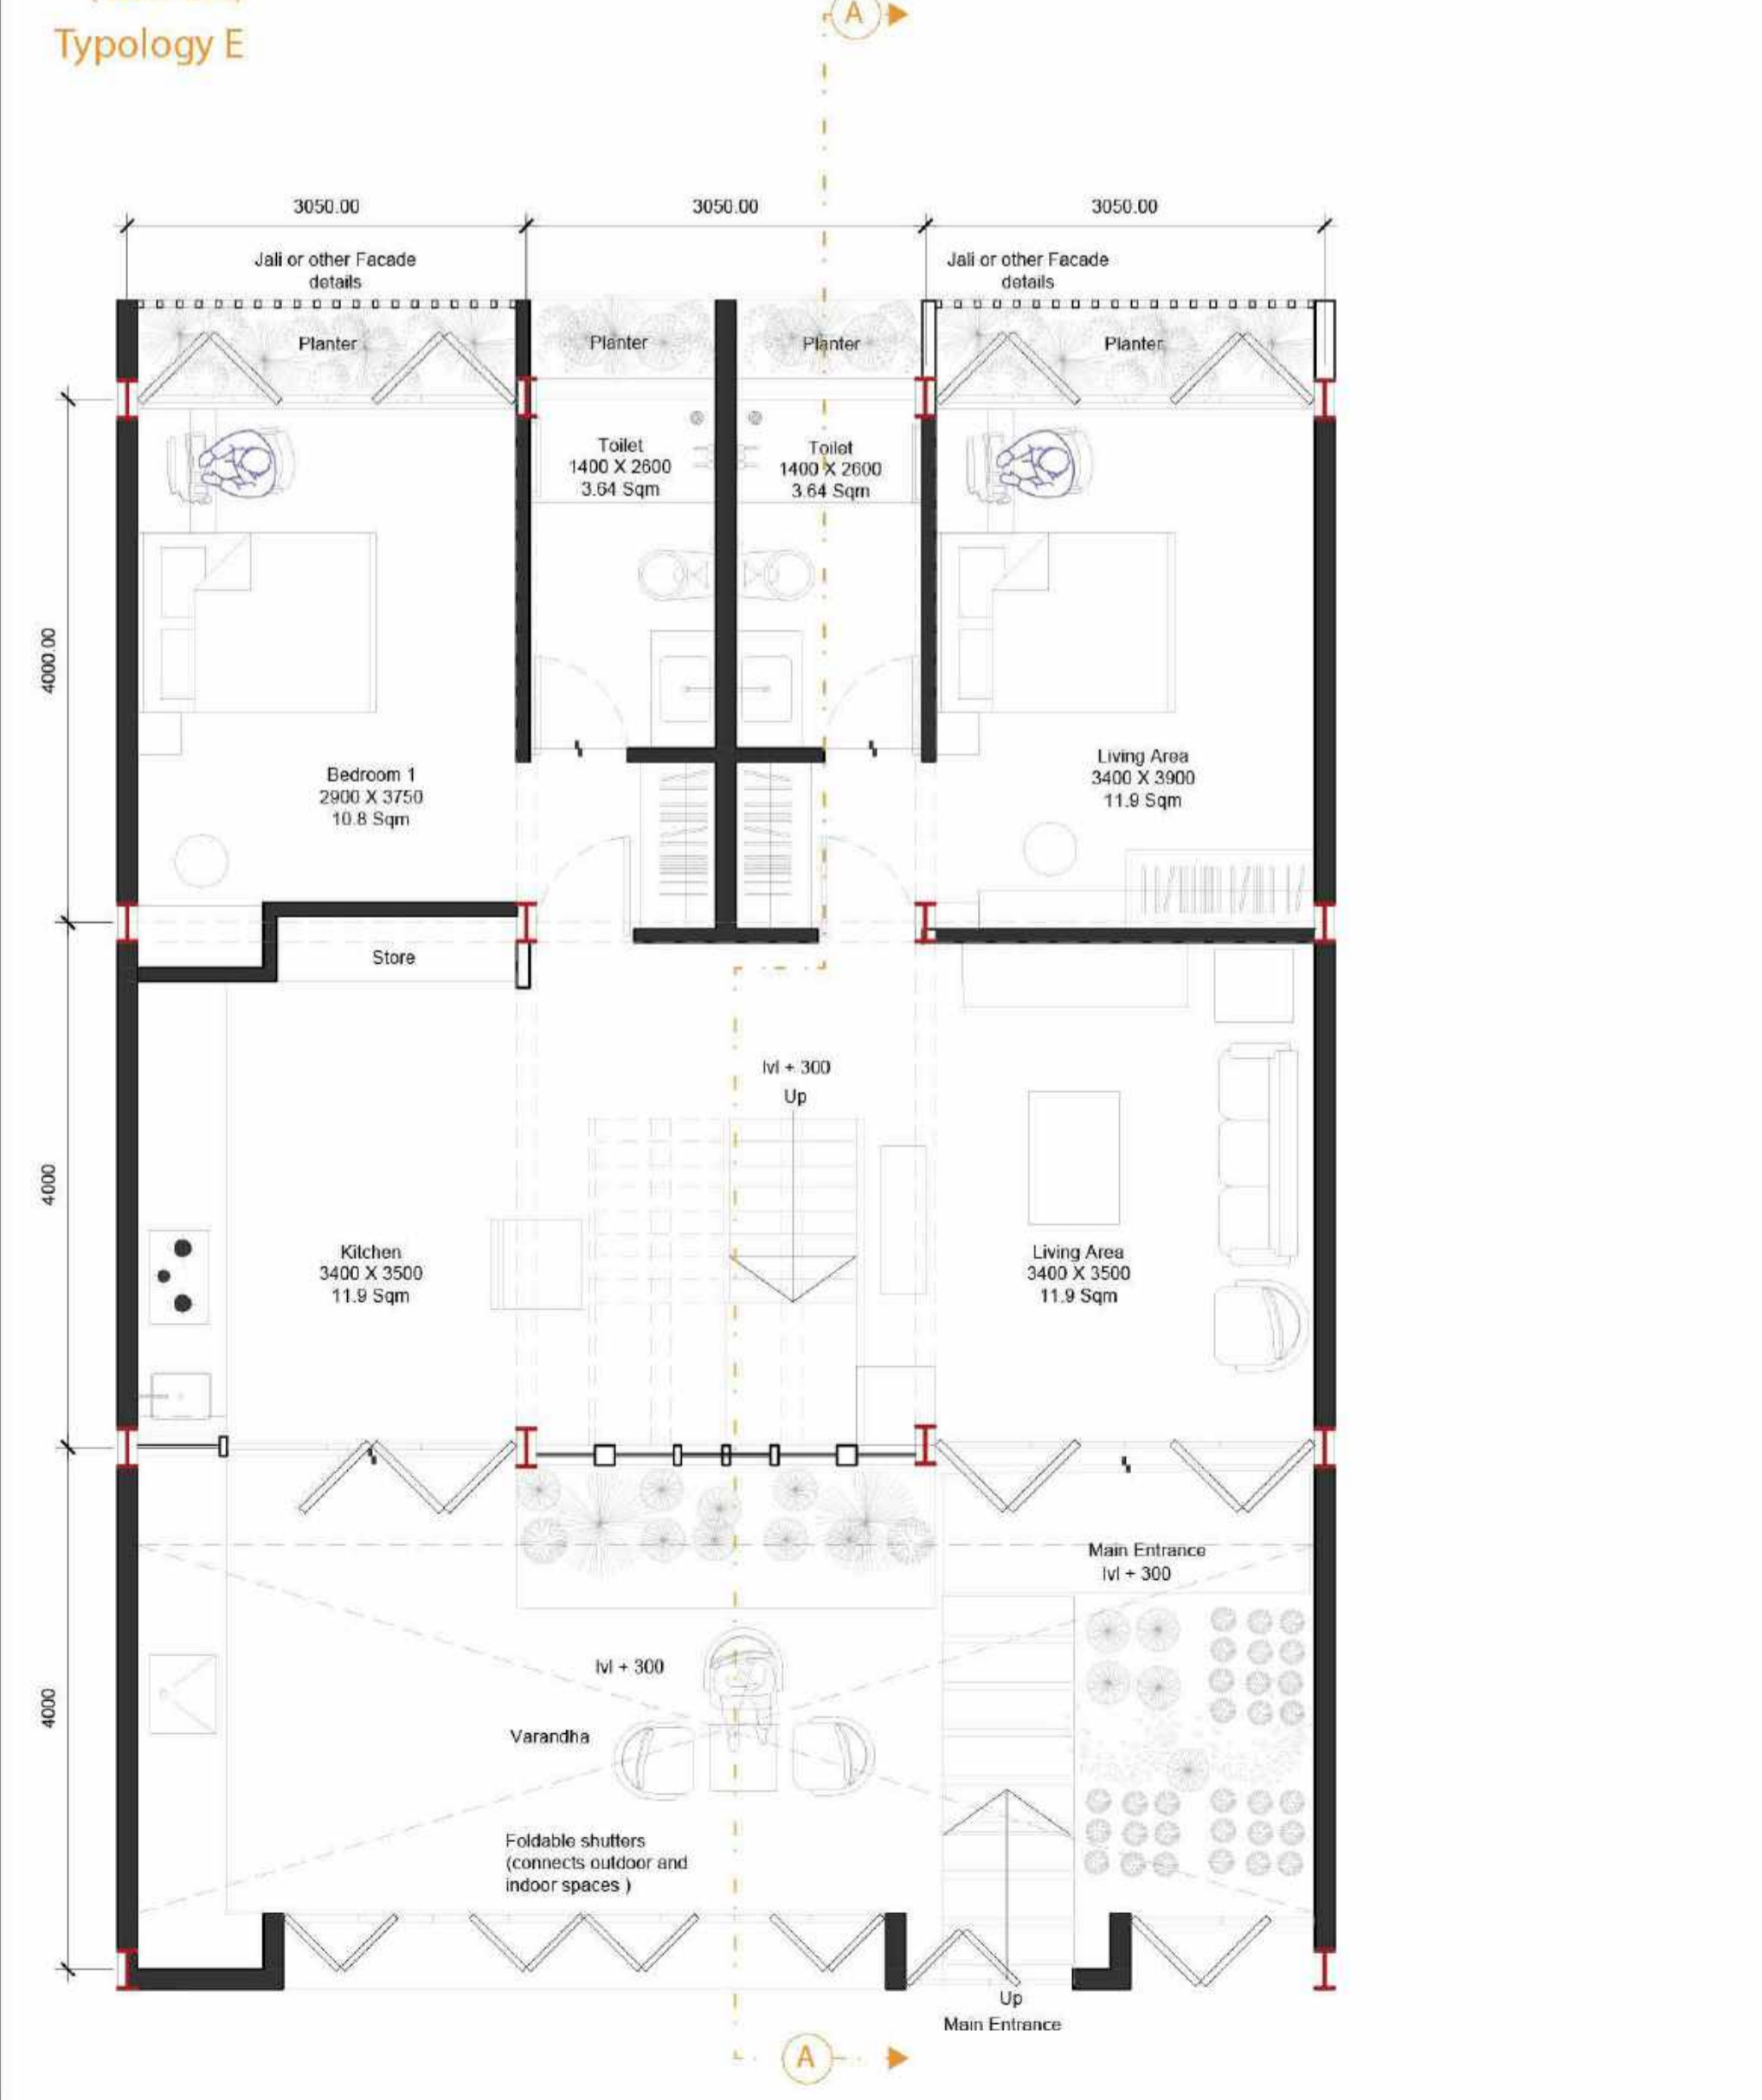 Typology E
A
3050.00
3050.00
3050.00
Jali or other Facade
details
Jali or other Facade
details
Planter
Planter
Planter
Planter
Toilet
1400 X 2600
3.64 Sqm
Toilet
1400 X 2600
3.64 Sqm
4000.00
Bedroom 1
2900 X 3750
10.8 Sqm
Living Area
3400 X 3900
11.9 Sqm
Store
lvl + 300
Up
4000
Kitchen
3400 X 3500
11.9 Sqm
Living Area
3400 X 3500
11.9 Sqm
Main Entrance
lvl + 300
lvl + 300
4000
Varandha
Foldable shutters
(connects outdoor and
indoor spaces )
Up
Main Entrance
A